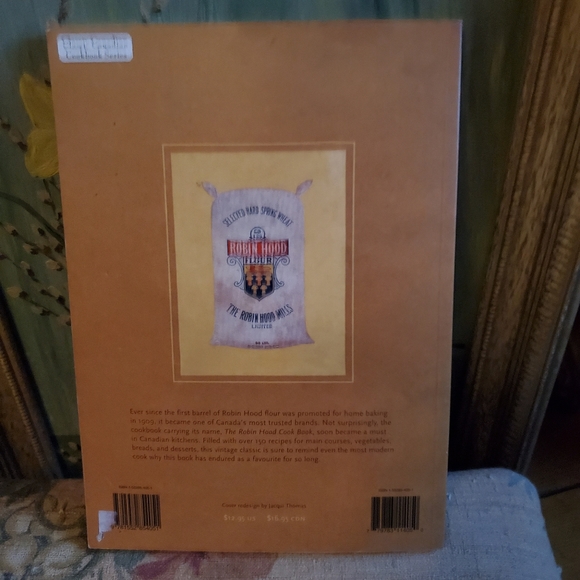 Classic Canadian
Cookbook Series
SELECTED HARD SPRING WHEAT
ROBIN HOOD
FLOUR
THE ROBIN HOOD MILLS
LIMITED
Ever since the first barrel of Robin Hood flour was promoted for home baking
in 1909, it became one of Canada's most trusted brands. Not surprisingly, the
cookbook carrying its name, The Robin Hood Cook Book, soon became a must
in Canadian kitchens. Filled with over 150 recipes for main courses, vegetables,
breads, and desserts, this vintage classic is sure to remind even the most modern
cook why this book has endured as a favourite for so long.
Cover redesign by